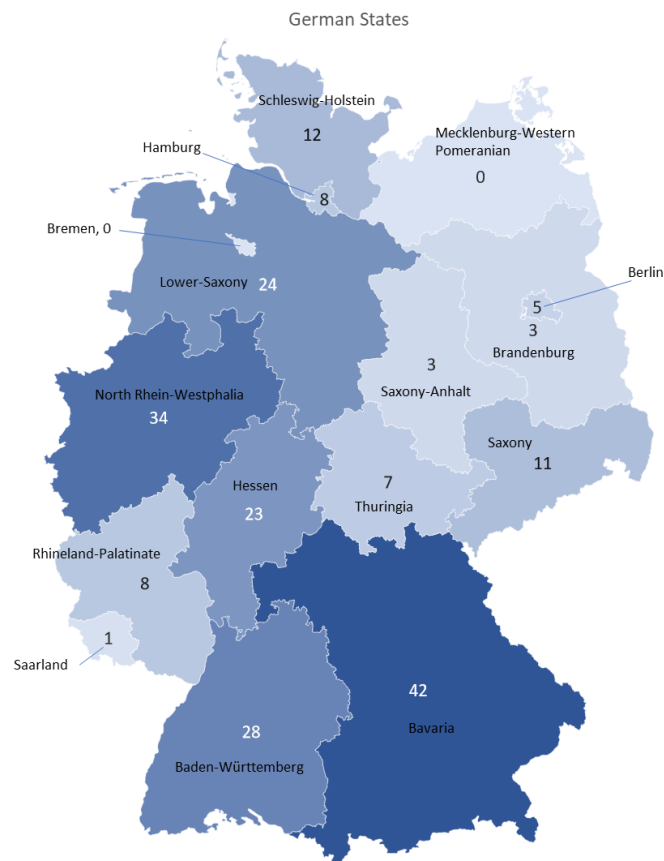 German States
Schleswig-Holstein
12
Mecklenburg-Western
Pomeranian
0
Hamburg
8
Bremen, 0
Lower-Saxony
24
Berlin
5
3
Brandenburg
3
Saxony-Anhalt
North Rhein-Westphalia
34
Saxony
11
Hessen
23
7
Thuringia
Rhineland-Palatinate
8
1
Saarland
42
Bavaria
28
Baden-Württemberg